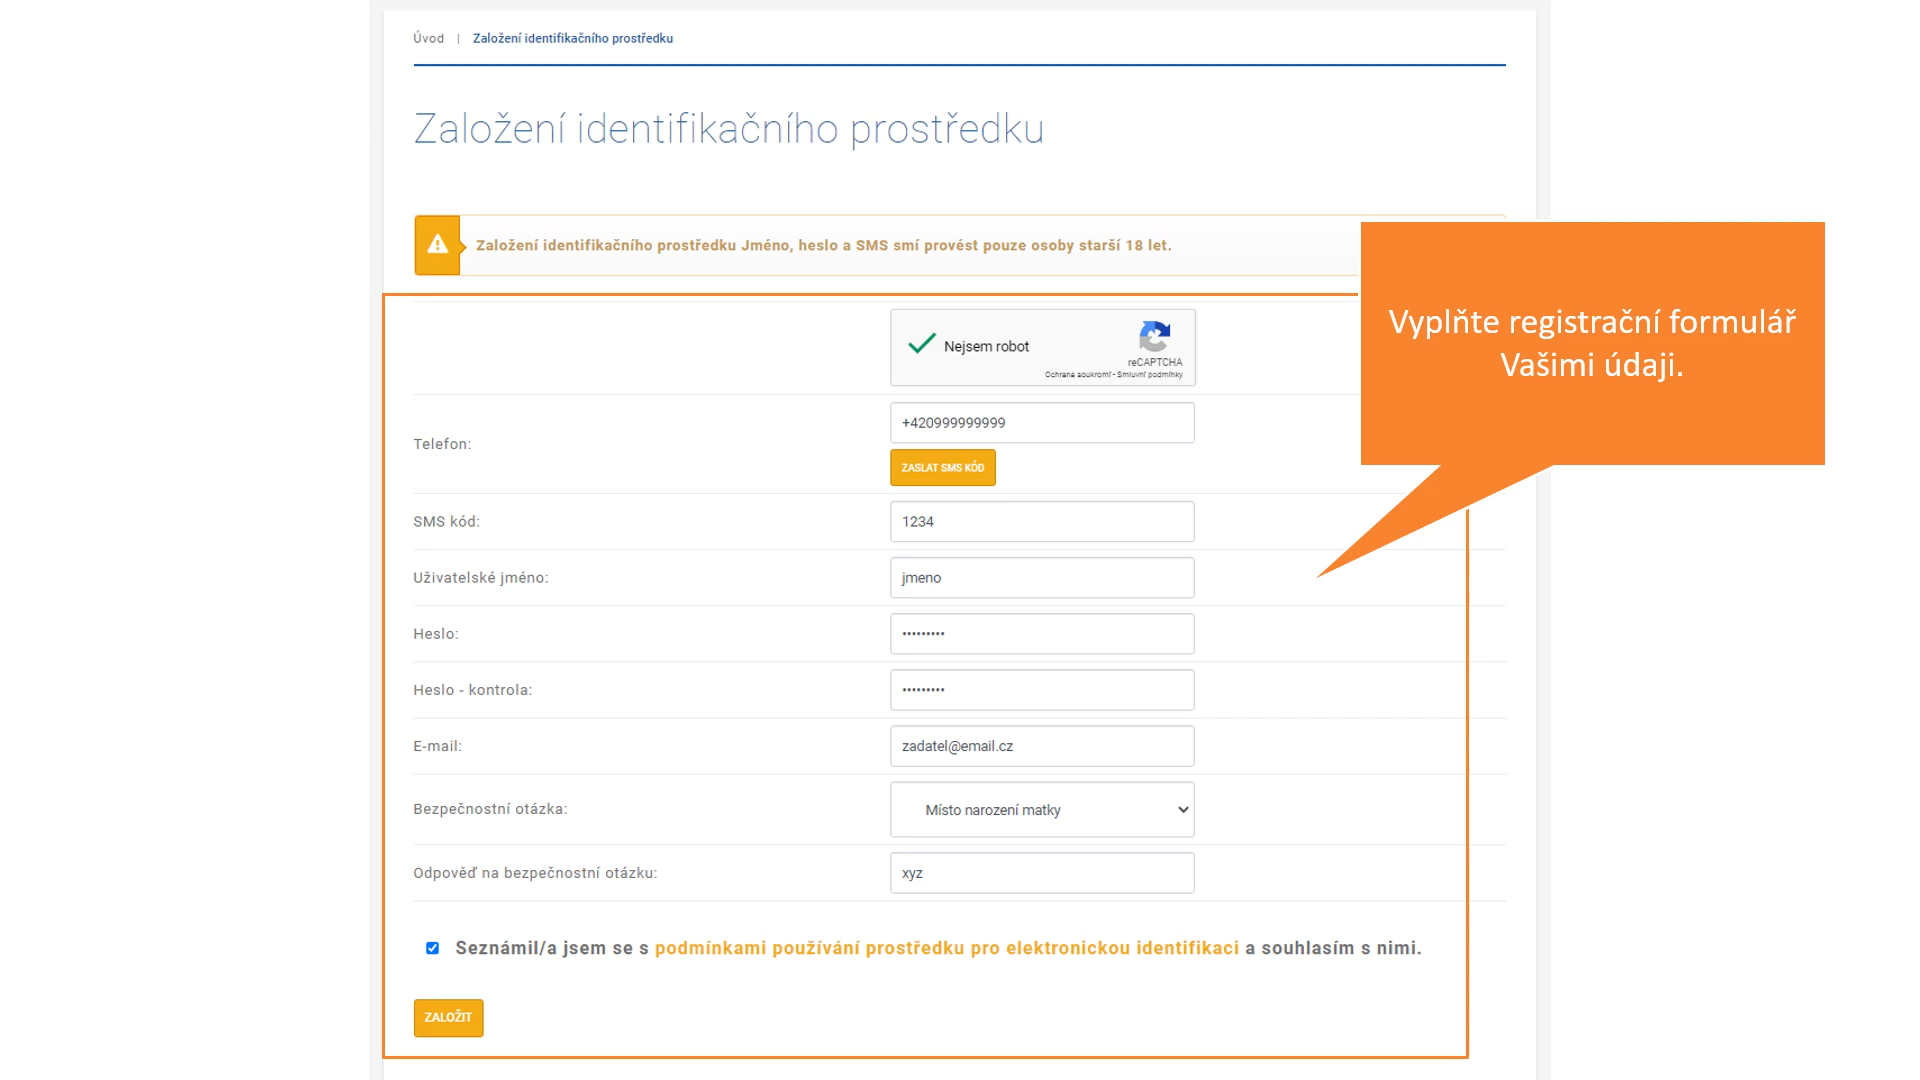 Úvod | Založení identifikačního prostředku
Založení identifikačního prostředku
Založení identifikačního prostředku Jméno, heslo a SMS smí provést pouze osoby starší 18 let.
Vyplňte registrační formulář
Vašimi údaji.
Nejsem robot
reCAPTCHA
Ochrana soukromí - Smluvní podmínky
Telefon:
+420999999999
ZASLAT SMS KÓD
SMS kód:
1234
Uživatelské jméno:
jmeno
Heslo:
•••••••••
Heslo - kontrola:
•••••••••
E-mail:
zadatel@email.cz
Bezpečnostní otázka:
Místo narození matky
Odpověď na bezpečnostní otázku:
xyz
Seznámil/a jsem se s podmínkami používání prostředku pro elektronickou identifikaci a souhlasím s nimi.
ZALOŽIT